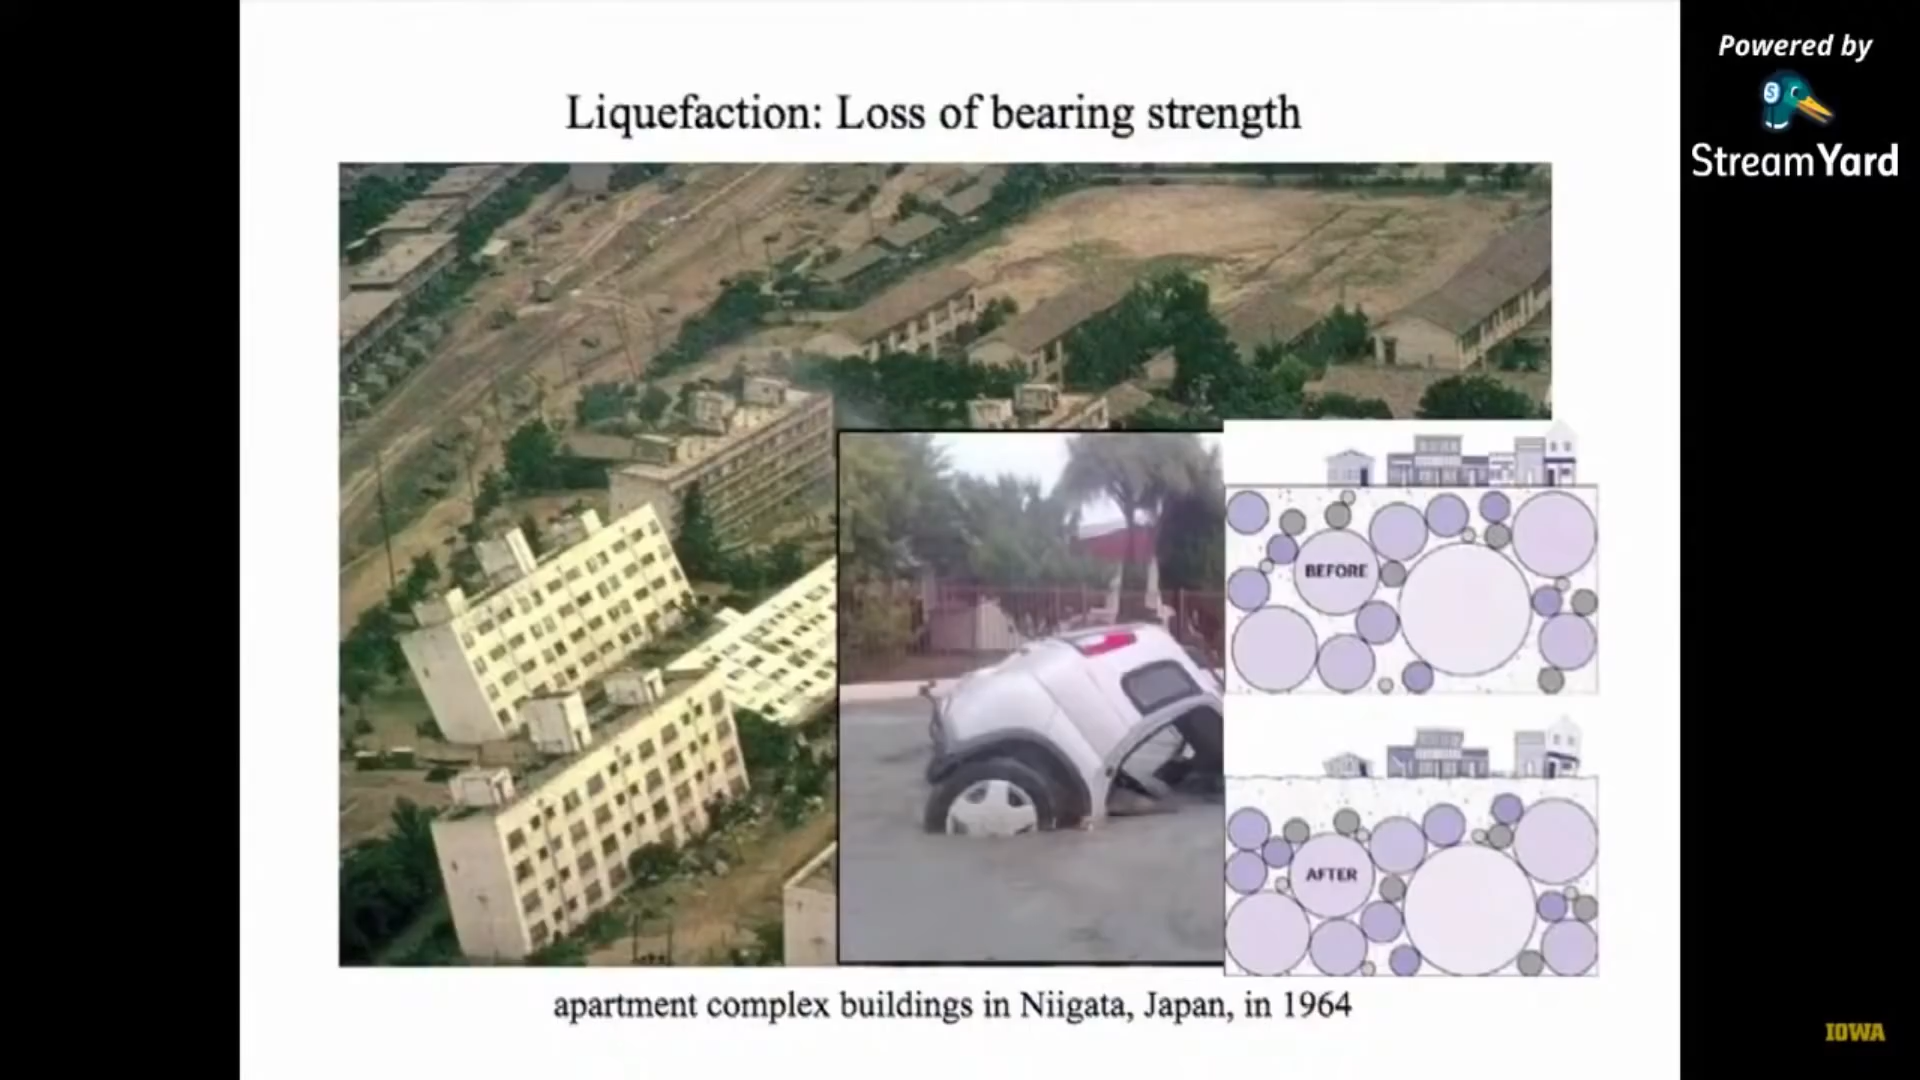 Powered by
StreamYard
Liquefaction: Loss of bearing strength
BEFORE
AFTER
apartment complex buildings in Niigata, Japan, in 1964
IOWA